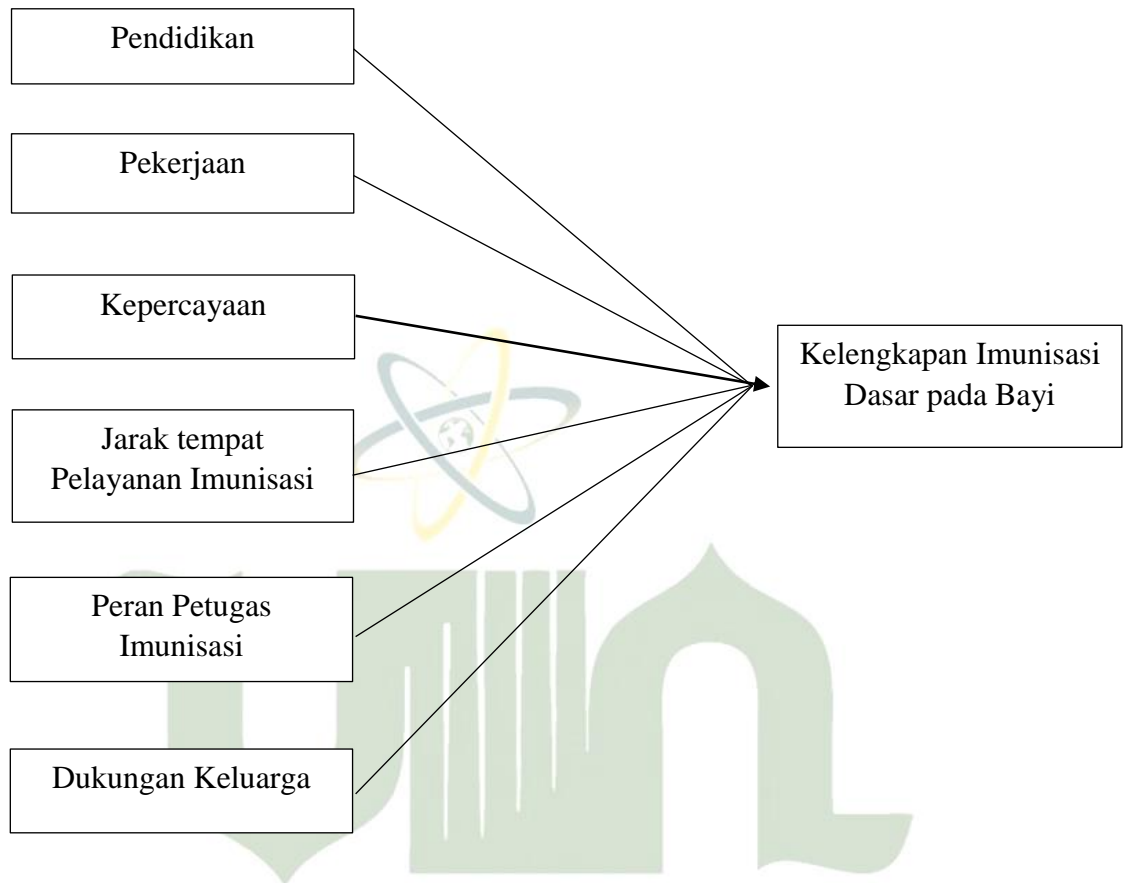 Pendidikan
Pekerjaan
Kepercayaan
Jarak tempat
Pelayanan Imunisasi
Peran Petugas
Imunisasi
Dukungan Keluarga
Kelengkapan Imunisasi
Dasar pada Bayi